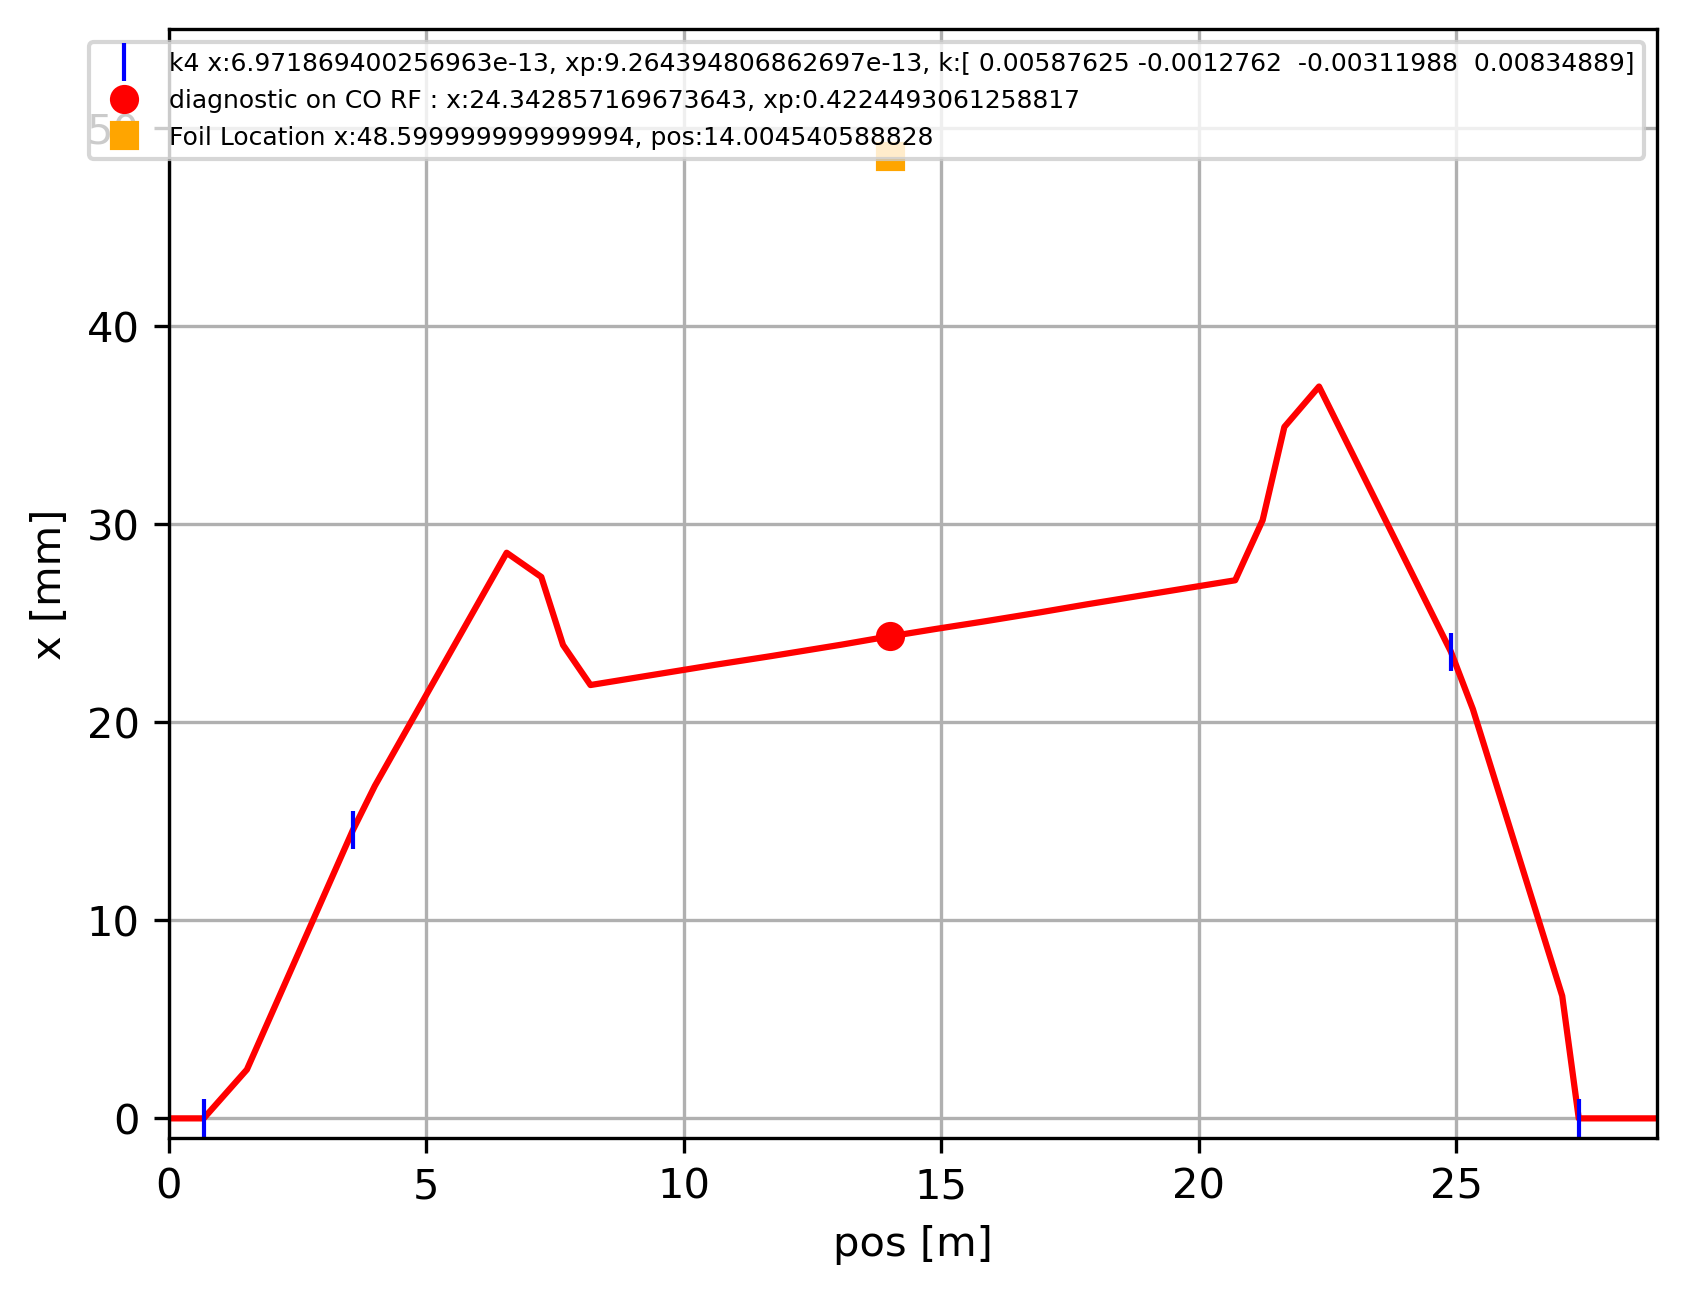 k4 x:6.971869400256963e-13, xp:9.264394806862697e-13, k:[ 0.00587625 -0.0012762  -0.00311988  0.00834889]
diagnostic on CO RF : x:24.342857169673643, xp:0.4224493061258817
Foil Location x:48.599999999999994, pos:14.004540588828
50
40
30
20
10
0
x [mm]
0 5 10 15 20 25
pos [m]